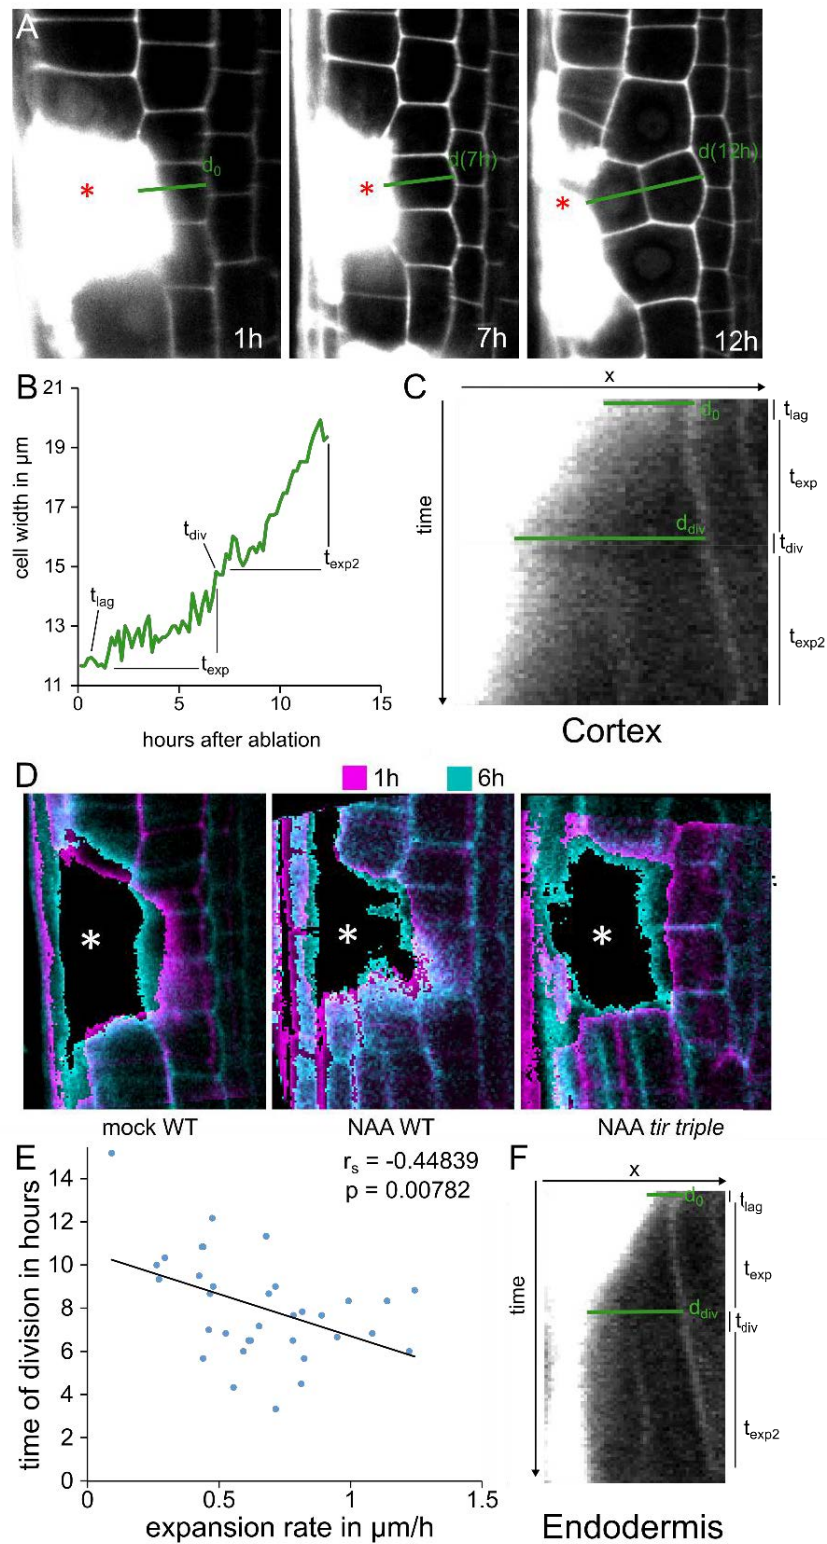 A
*
d0
1h
*
d(7h)
7h
*
d(12h)
12h
B
21
19
17
15
13
11
cell width in µm
tlag
tdiv
texp
texp2
0
5
10
15
hours after ablation
C
x
time
d0
ddiv
tlag
texp
tdiv
texp2
Cortex
D
1h
6h
*
*
*
mock WT
NAA WT
NAA tir triple
E
rs = -0.44839
p = 0.00782
time of division in hours
14
12
10
8
6
4
2
0
0
0.5
1
1.5
expansion rate in µm/h
F
x
time
d0
ddiv
tlag
texp
tdiv
texp2
Endodermis